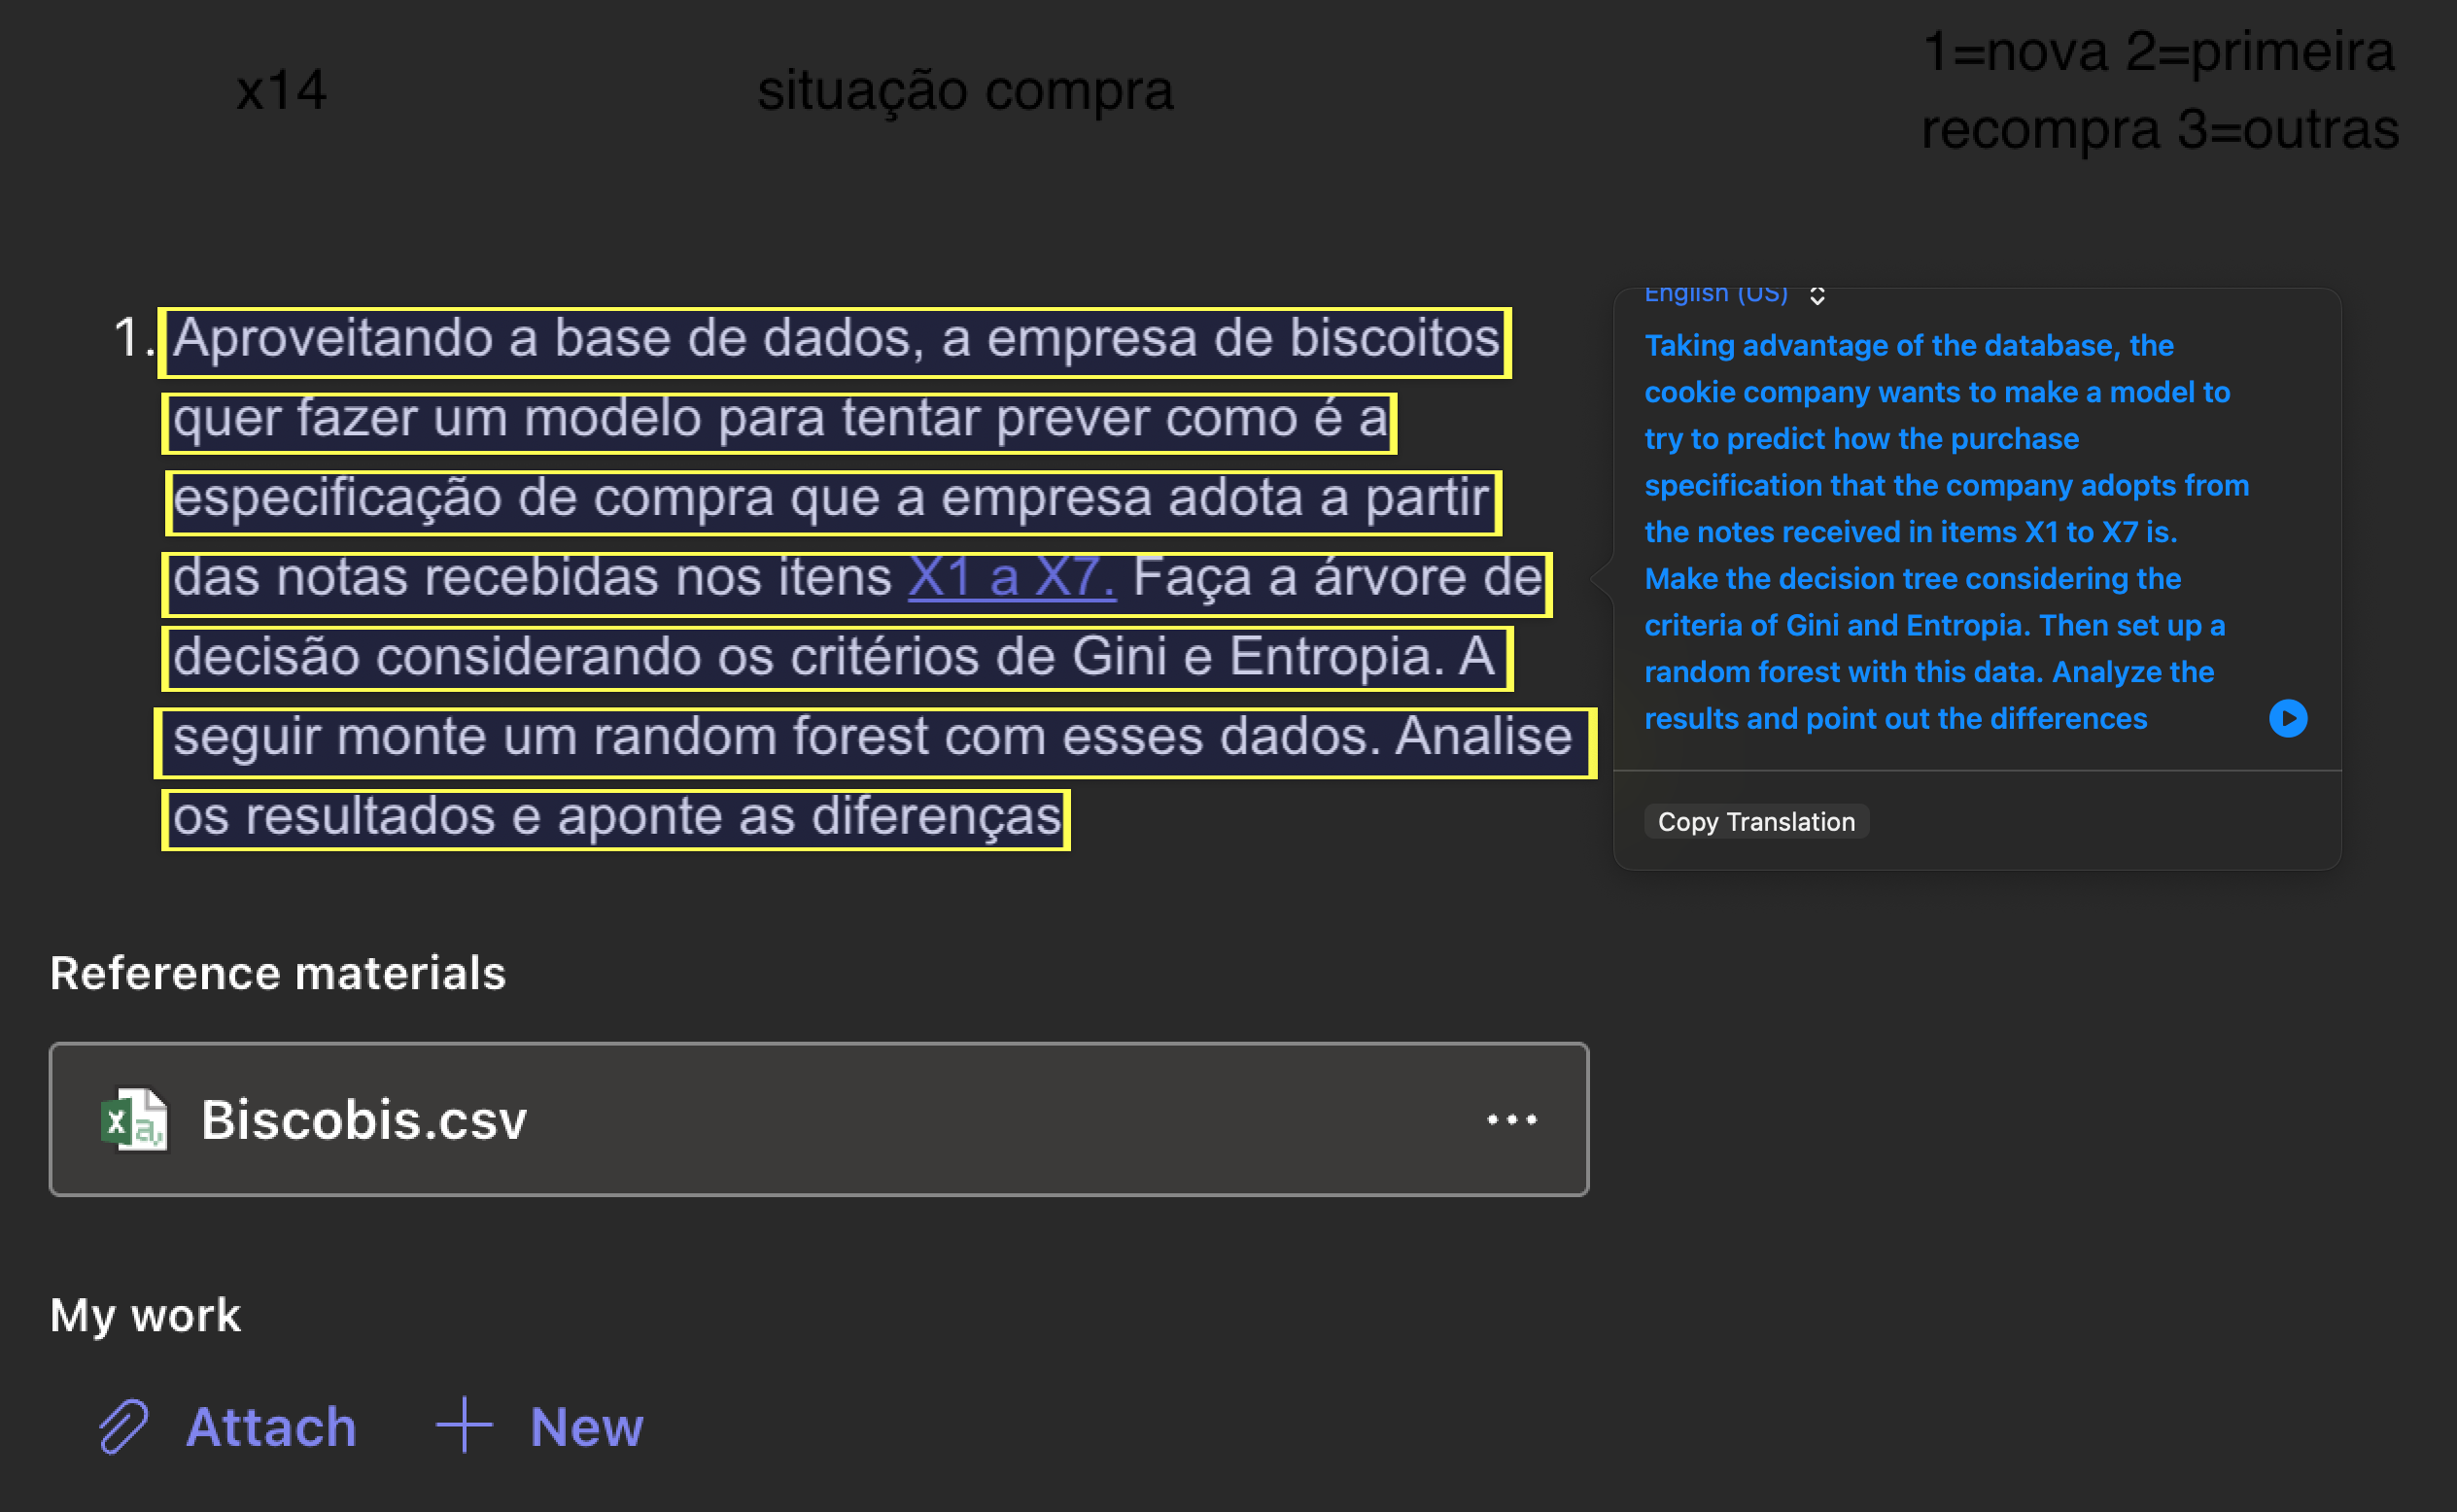 1=nova 2=primeira
x14 situação compra
recompra 3=outras
English (US)
1. Aproveitando a base de dados, a empresa de biscoitos
quer fazer um modelo para tentar prever como é a
especificação de compra que a empresa adota a partir
das notas recebidas nos itens X1 a X7. Faça a árvore de
decisão considerando os critérios de Gini e Entropia. A
seguir monte um random forest com esses dados. Analise
os resultados e aponte as diferenças
Taking advantage of the database, the
cookie company wants to make a model to
try to predict how the purchase
specification that the company adopts from
the notes received in items X1 to X7 is.
Make the decision tree considering the
criteria of Gini and Entropia. Then set up a
random forest with this data. Analyze the
results and point out the differences
Copy Translation
Reference materials
Biscobis.csv
My work
Attach
New